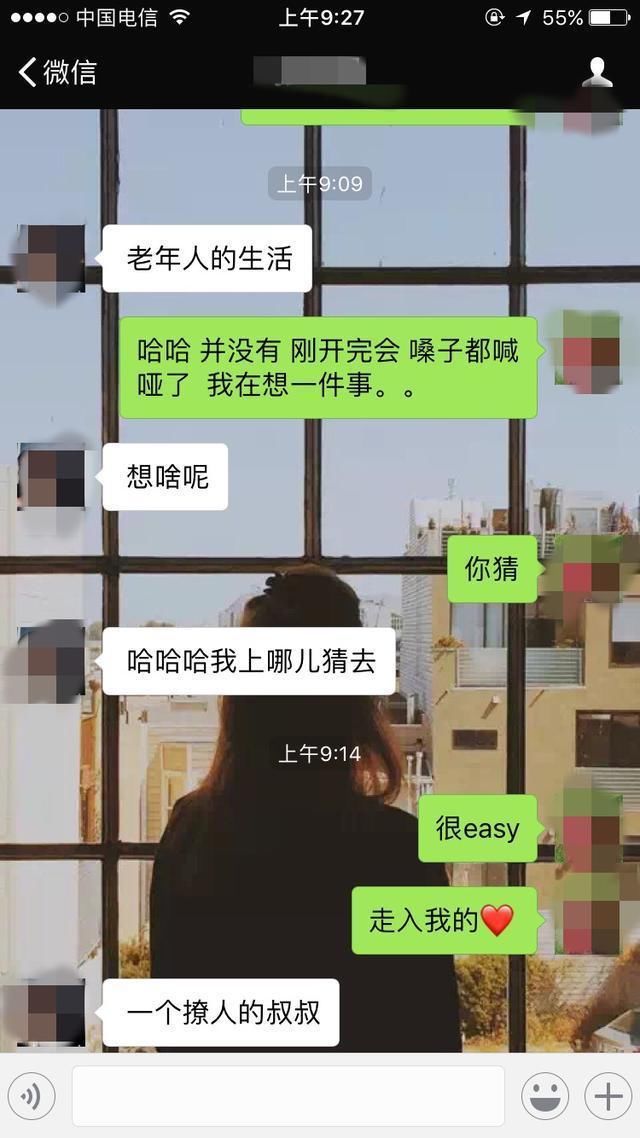 中国电信 上午9:27 55%
微信
上午9:09
老年人的生活
哈哈 并没有 刚开完会 嗓子都喊
哑了 我在想一件事。。
想啥呢
你猜
哈哈哈我上哪儿猜去
上午9:14
很easy
走入我的❤️
一个撩人的叔叔